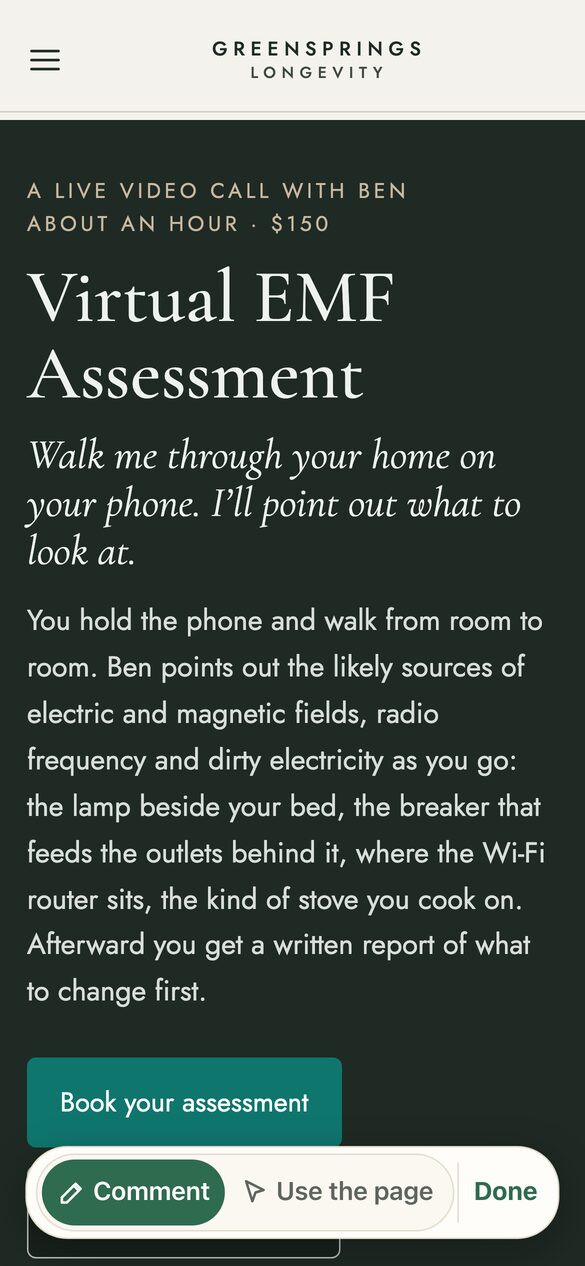 GREENSPRINGS
LONGEVITY
A LIVE VIDEO CALL WITH BEN
ABOUT AN HOUR · $150
Virtual EMF
Assessment
Walk me through your home on
your phone. I’ll point out what to
look at.
You hold the phone and walk from room to
room. Ben points out the likely sources of
electric and magnetic fields, radio
frequency and dirty electricity as you go:
the lamp beside your bed, the breaker that
feeds the outlets behind it, where the Wi-Fi
router sits, the kind of stove you cook on.
Afterward you get a written report of what
to change first.
Book your assessment
Comment
Use the page
Done